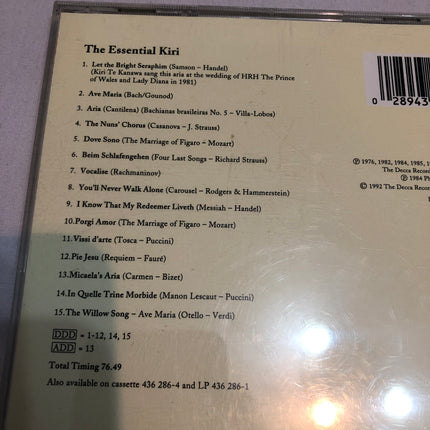 The Essential Kiri
1. Let the Bright Seraphim (Samson – Handel)
(Kiri Te Kanawa sang this aria at the wedding of HRH The Prince
of Wales and Lady Diana in 1981)
2. Ave Maria (Bach/Gounod)
3. Aria (Cantilena) (Bachianas brasileiras No. 5 – Villa-Lobos)
4. The Nuns' Chorus (Casanova – J. Strauss)
5. Dove Sono (The Marriage of Figaro – Mozart)
6. Beim Schlafengehen (Four Last Songs – Richard Strauss)
7. Vocalise (Rachmaninov)
8. You'll Never Walk Alone (Carousel – Rodgers & Hammerstein)
9. I Know That My Redeemer Liveth (Messiah – Handel)
10. Porgi Amor (The Marriage of Figaro – Mozart)
11. Vissi d'arte (Tosca – Puccini)
12. Pie Jesu (Requiem – Fauré)
13. Micaela's Aria (Carmen – Bizet)
14. In Quelle Trine Morbide (Manon Lescaut – Puccini)
15. The Willow Song – Ave Maria (Otello – Verdi)
DDD = 1-12, 14, 15
ADD = 13
Total Timing 76.49
Also available on cassette 436 286-4 and LP 436 286-1
0 28943
℗ 1976, 1982, 1984, 1985, 1
The Decca Recor
℗ 1984 Ph
© 1992 The Decca Recor